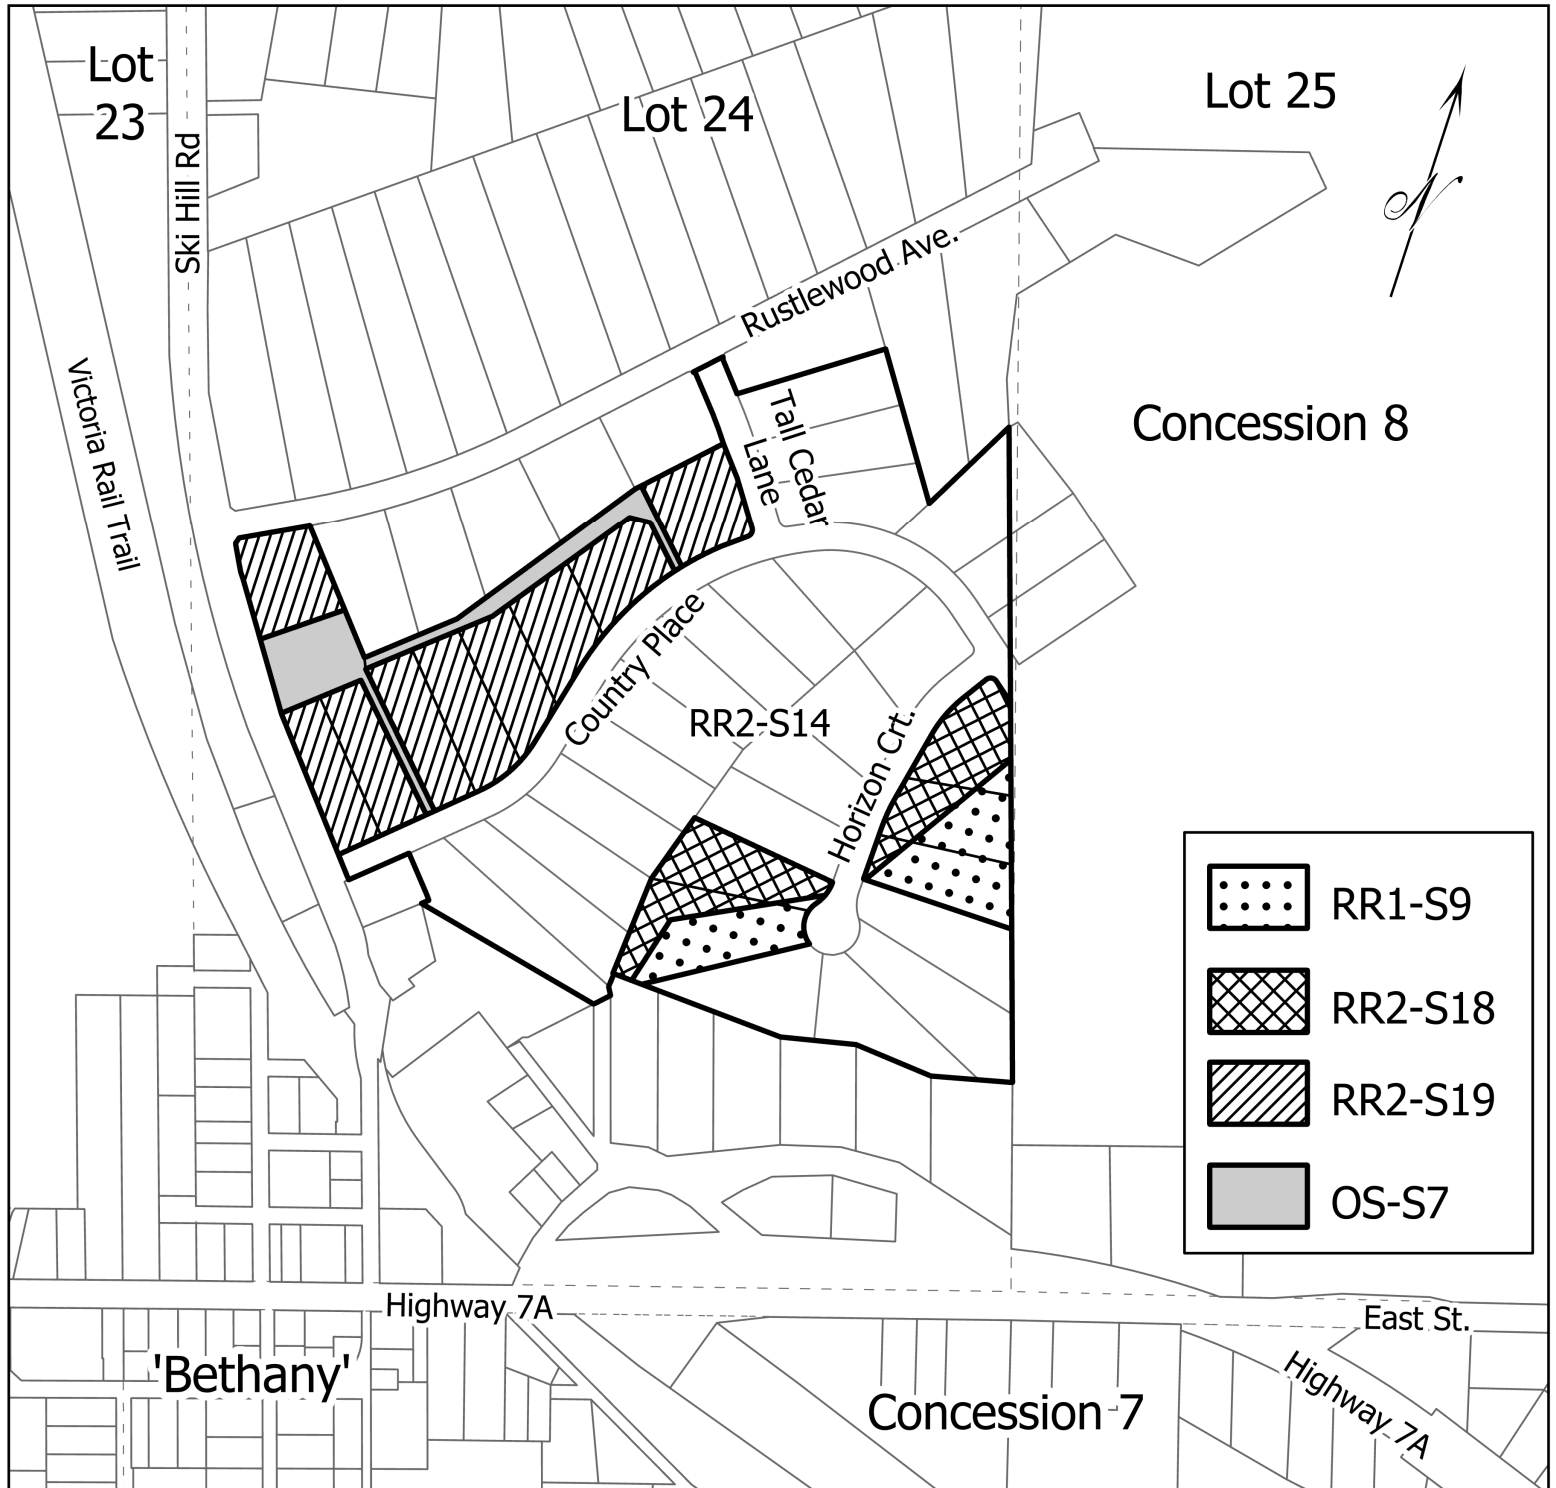 Lot
23
Lot 24
Lot 25
N
Ski Hill Rd
Rustlewood Ave.
Victoria Rail Trail
Tall Cedar
Lane
Concession 8
Country Place
RR2-S14
Horizon Crt.
RR1-S9
RR2-S18
RR2-S19
OS-S7
Highway 7A
East St.
'Bethany'
Concession 7
Highway 7A